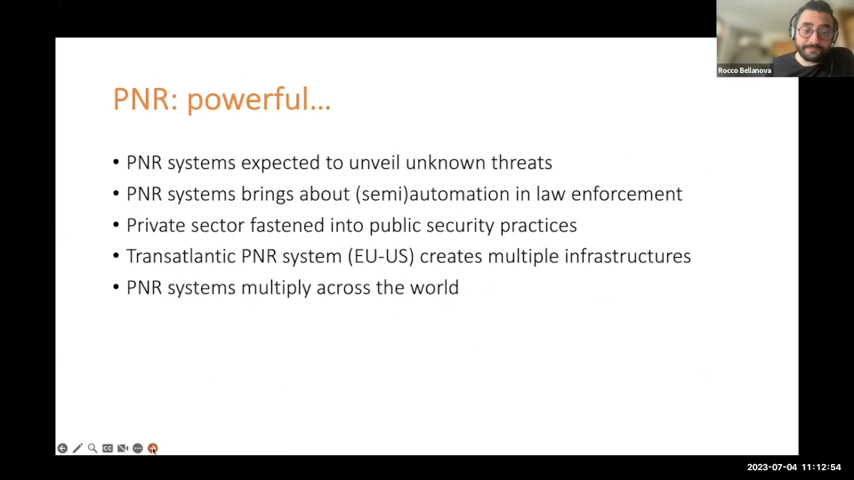 Rocco Bellanova
PNR: powerful...
• PNR systems expected to unveil unknown threats
• PNR systems brings about (semi)automation in law enforcement
• Private sector fastened into public security practices
• Transatlantic PNR system (EU-US) creates multiple infrastructures
• PNR systems multiply across the world
CC
2023-07-04 11:12:54